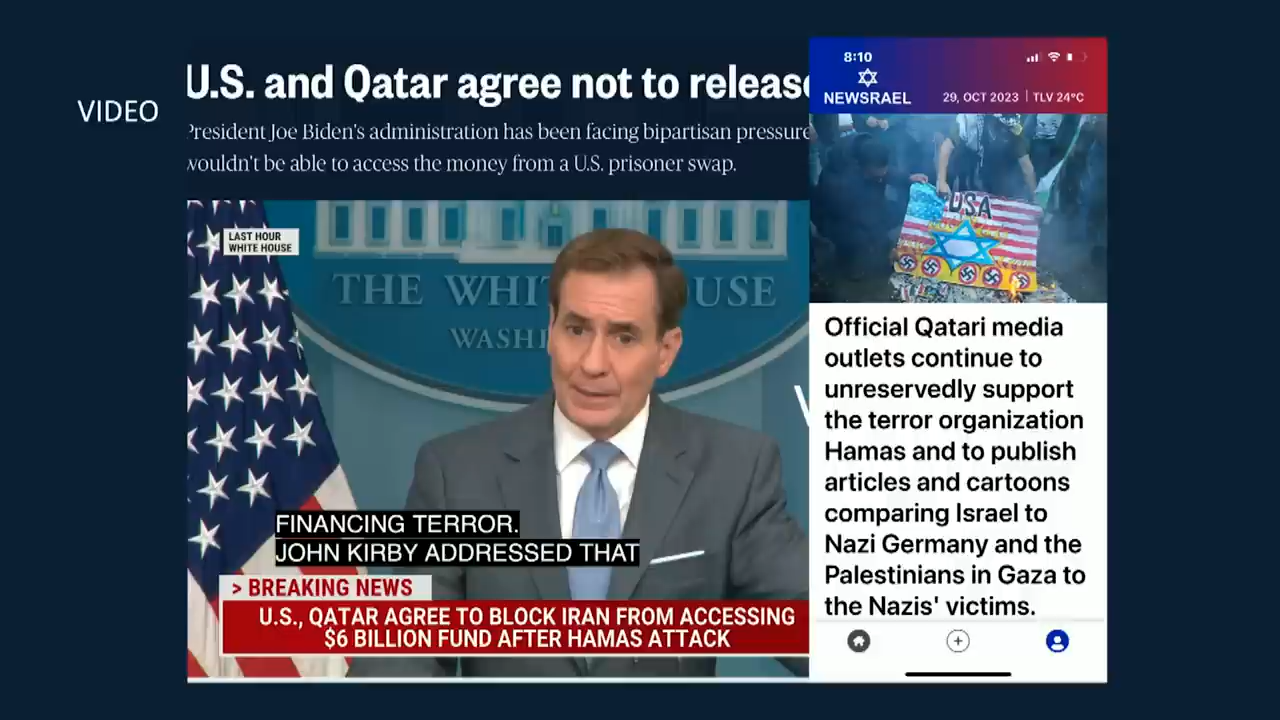 VIDEO
U.S. and Qatar agree not to release
President Joe Biden's administration has been facing bipartisan pressure
wouldn't be able to access the money from a U.S. prisoner swap.
LAST HOUR
WHITE HOUSE
THE WHIT USE
WASHI
FINANCING TERROR.
JOHN KIRBY ADDRESSED THAT
> BREAKING NEWS
U.S., QATAR AGREE TO BLOCK IRAN FROM ACCESSING
$6 BILLION FUND AFTER HAMAS ATTACK
8:10
NEWSRAEL
29, OCT 2023 | TLV 24°C
USA
Official Qatari media
outlets continue to
unreservedly support
the terror organization
Hamas and to publish
articles and cartoons
comparing Israel to
Nazi Germany and the
Palestinians in Gaza to
the Nazis' victims.